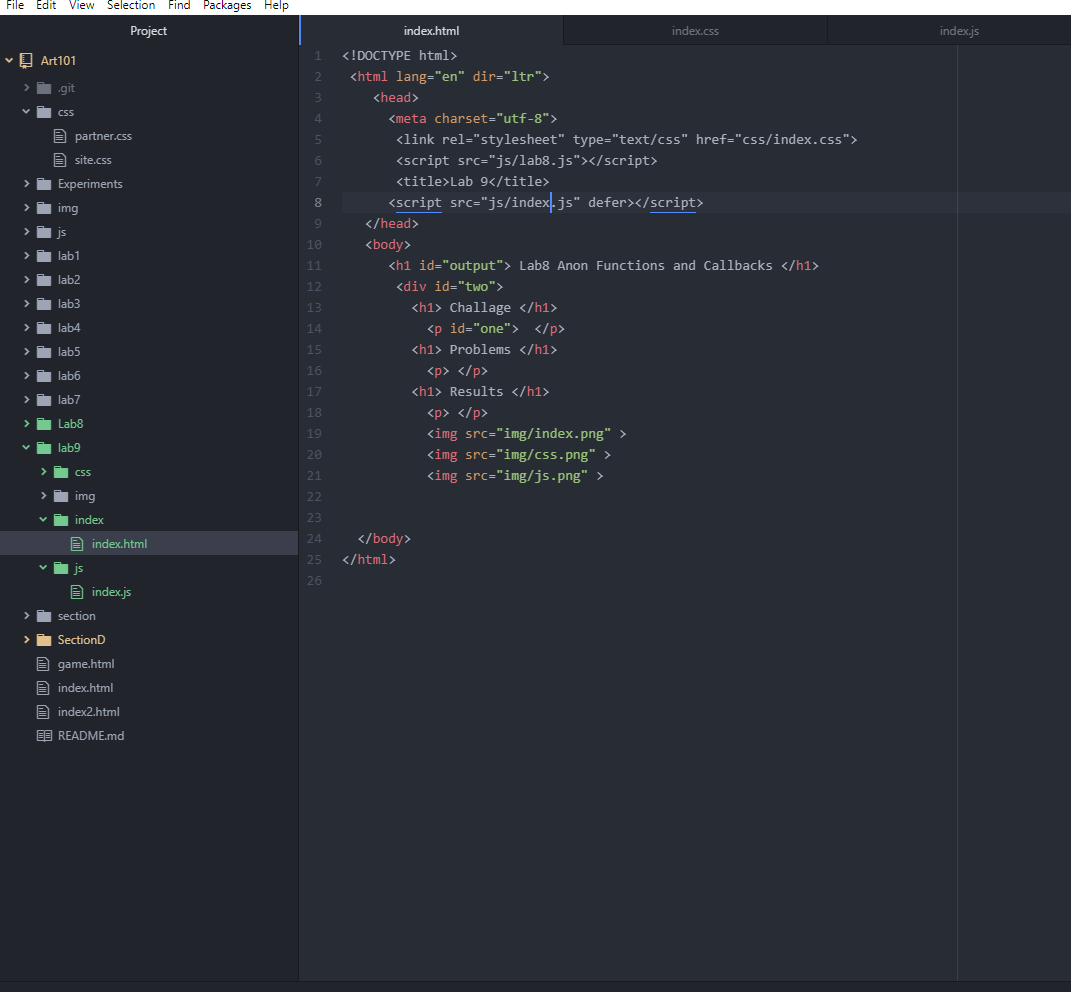 File Edit View Selection Find Packages Help
Project
Art101
.git
css
partner.css
site.css
Experiments
img
js
lab1
lab2
lab3
lab4
lab5
lab6
lab7
Lab8
lab9
css
img
index
index.html
js
index.js
section
SectionD
game.html
index.html
index2.html
README.md
index.html index.css index.js
1 <!DOCTYPE html>
2 <html lang="en" dir="ltr">
3 <head>
4 <meta charset="utf-8">
5 <link rel="stylesheet" type="text/css" href="css/index.css">
6 <script src="js/lab8.js"></script>
7 <title>Lab 9</title>
8 <script src="js/index.js" defer></script>
9 </head>
10 <body>
11 <h1 id="output"> Lab8 Anon Functions and Callbacks </h1>
12 <div id="two">
13 <h1> Challage </h1>
14 <p id="one">  </p>
15 <h1> Problems </h1>
16 <p> </p>
17 <h1> Results </h1>
18 <p> </p>
19 <img src="img/index.png" >
20 <img src="img/css.png" >
21 <img src="img/js.png" >
22
23
24 </body>
25 </html>
26